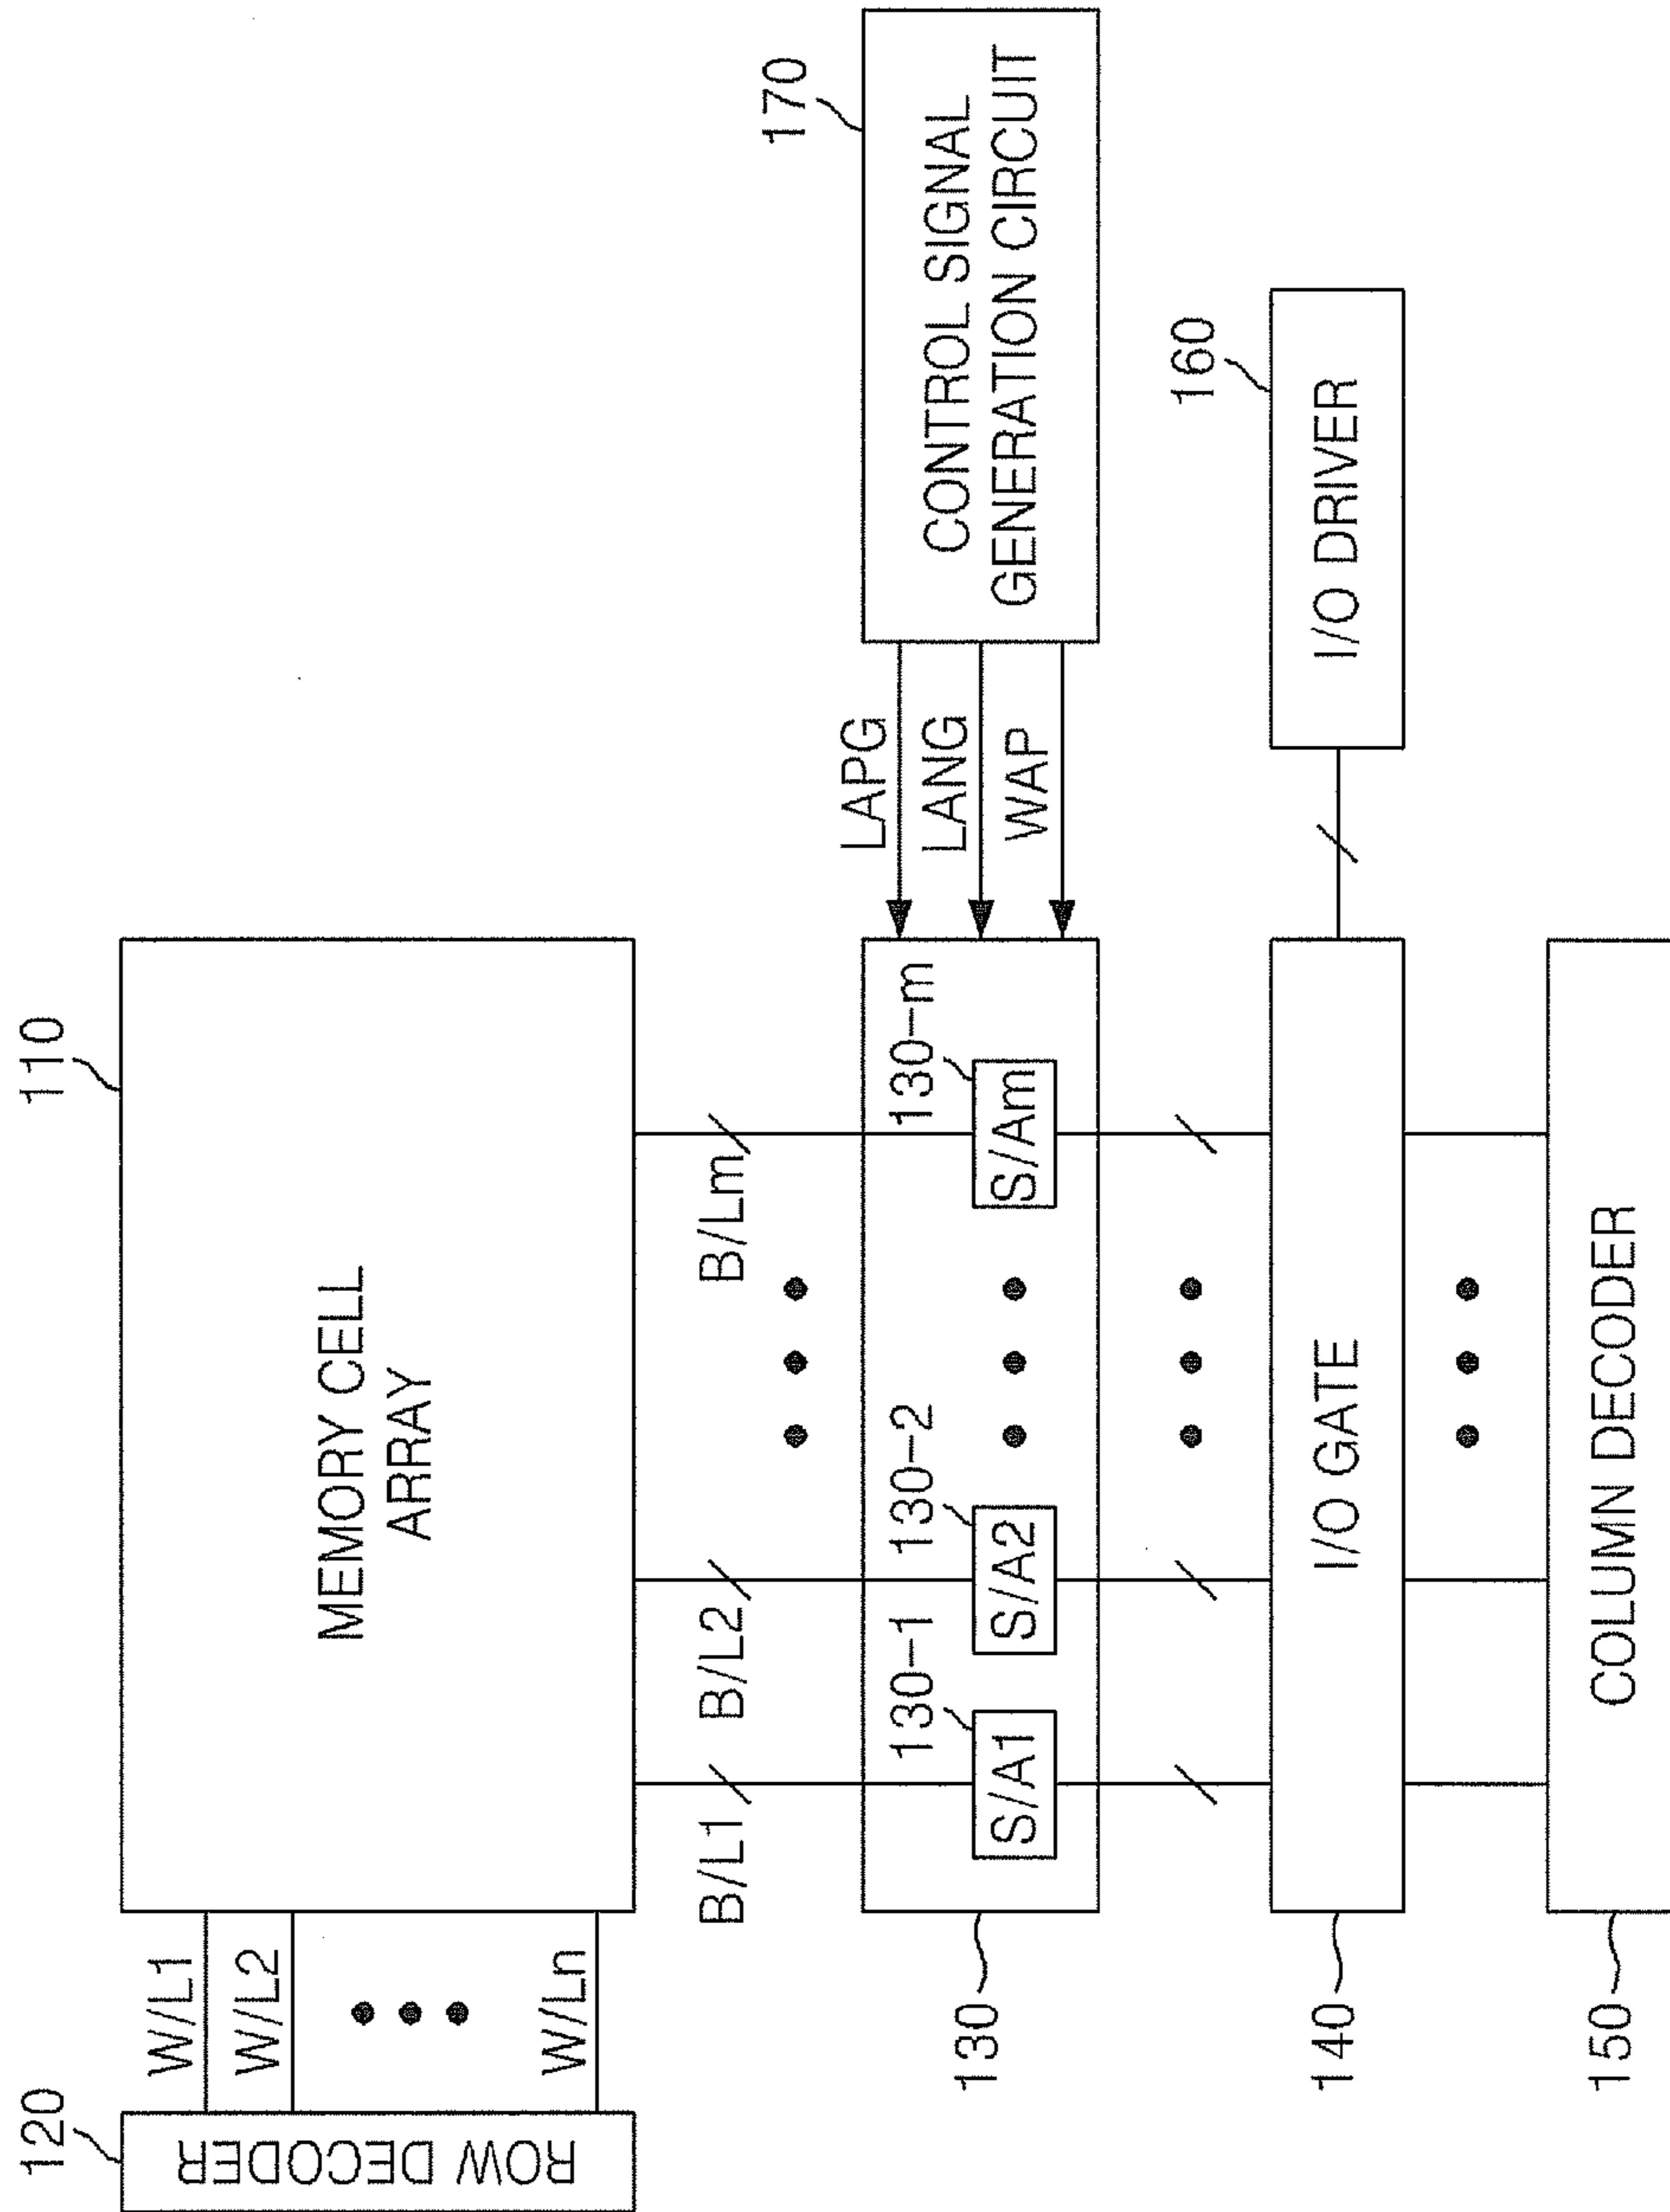 120
ROW DECODER
W/L1
W/L2
W/Ln
110
MEMORY CELL
ARRAY
B/L1
B/L2
B/Lm
130
130-1
S/A1
130-2
S/A2
130-m
S/Am
LAPG
LANG
WAP
170
CONTROL SIGNAL
GENERATION CIRCUIT
140
I/O GATE
160
I/O DRIVER
150
COLUMN DECODER